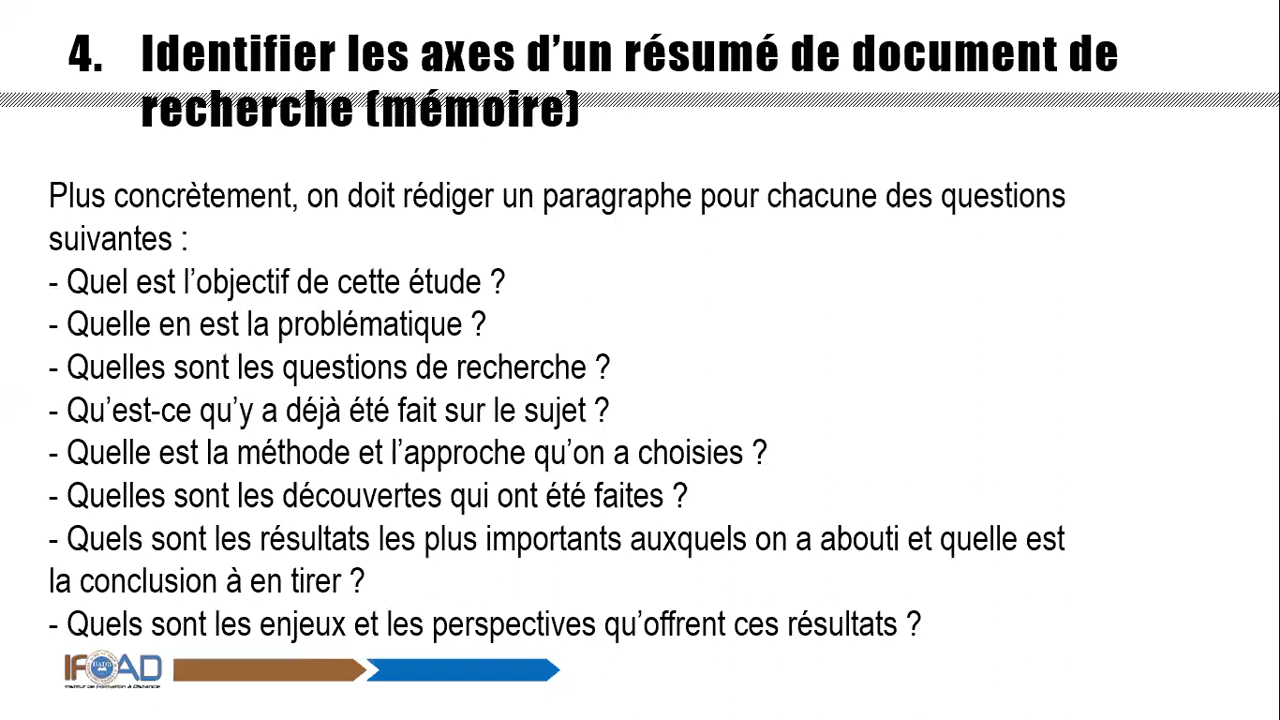 4. Identifier les axes d’un résumé de document de
recherche (mémoire)
Plus concrètement, on doit rédiger un paragraphe pour chacune des questions
suivantes :
- Quel est l’objectif de cette étude ?
- Quelle en est la problématique ?
- Quelles sont les questions de recherche ?
- Qu’est-ce qu’y a déjà été fait sur le sujet ?
- Quelle est la méthode et l’approche qu’on a choisies ?
- Quelles sont les découvertes qui ont été faites ?
- Quels sont les résultats les plus importants auxquels on a abouti et quelle est
la conclusion à en tirer ?
- Quels sont les enjeux et les perspectives qu’offrent ces résultats ?
IFOAD
Institut de Formation à Distance